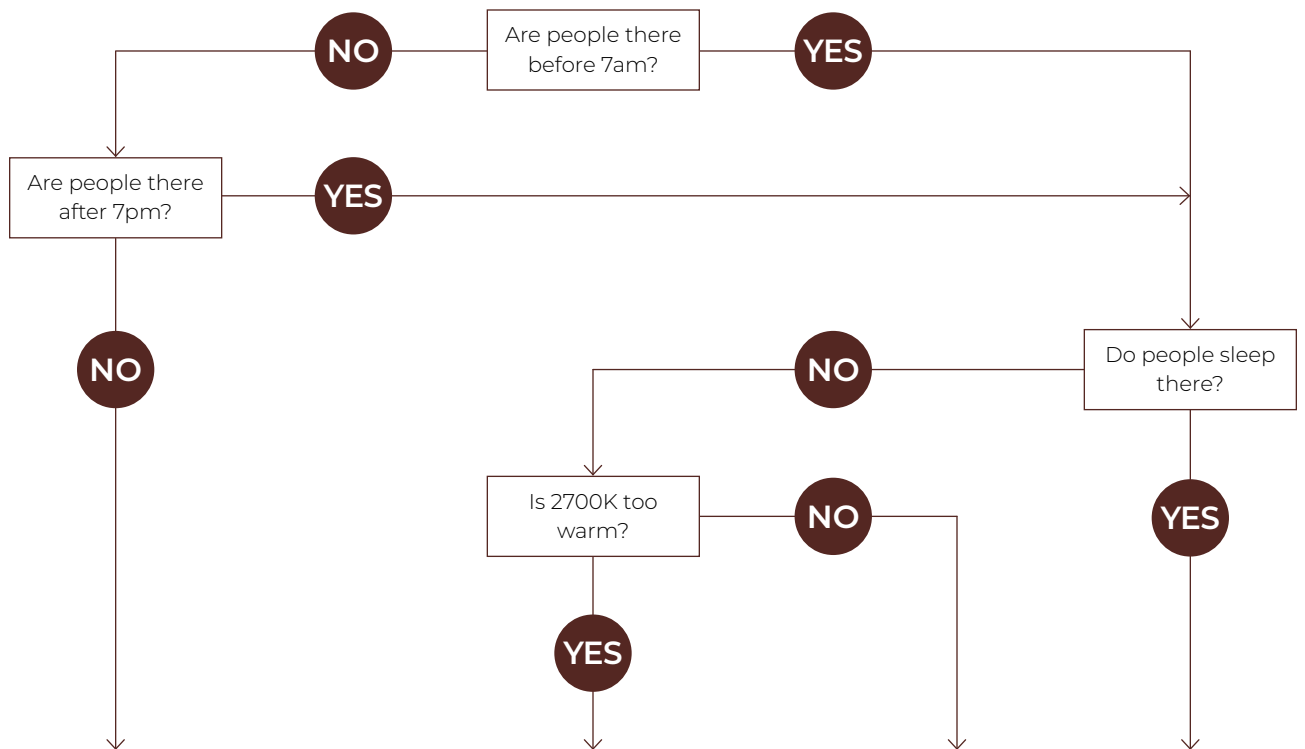 NO
Are people there
before 7am?
YES
Are people there
after 7pm?
YES
NO
NO
Do people sleep
there?
Is 2700K too
warm?
NO
YES
YES